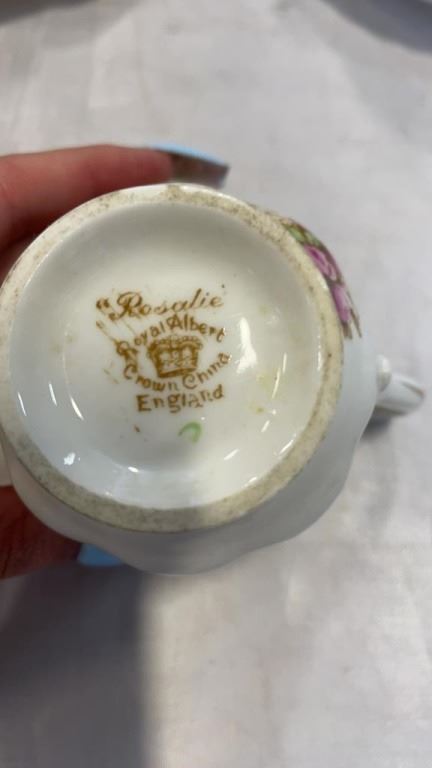 "Rosalie"
Royal Albert
Crown China
England